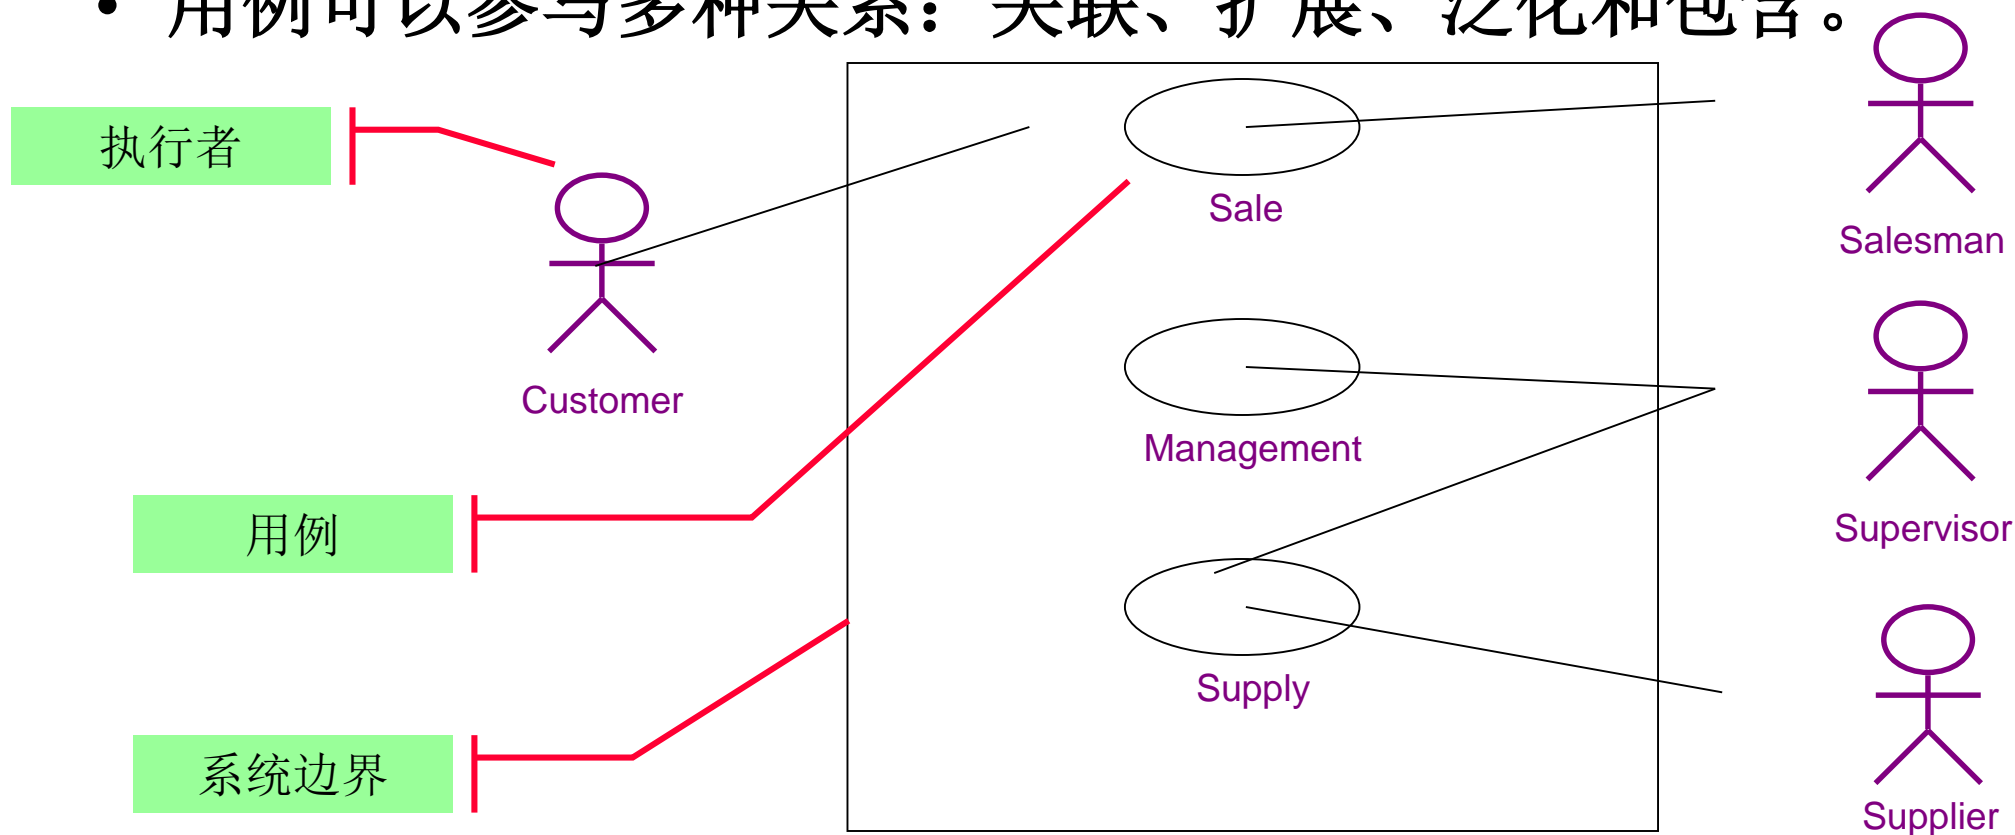 • 用例可以参与多种关系：关联、扩展、泛化和包含。
执行者
Sale
Salesman
Customer
Management
用例
Supervisor
Supply
系统边界
Supplier